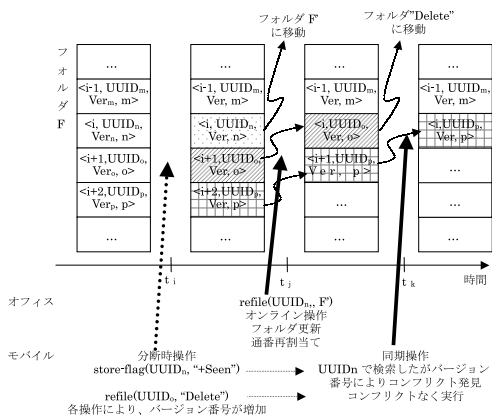 フォルダ F'
に移動
フォルダ”Delete”
に移動
フォルダF
...
<i-1, UUIDm,
Verm, m>
<i, UUIDn,
Vern, n>
<i+1,UUIDo,
Vero, o>
<i+2,UUIDp,
Verp, p>
...
...
<i-1, UUIDm,
Ver, m>
<i, UUIDn,
Ver, n>
<i+1,UUIDo,
Ver, o>
<i+2,UUIDp,
Ver, p>
...
...
<i-1, UUIDm,
Ver, m>
<i,UUIDo,
Ver, o>
<i+1,UUIDp,
Ver, p>
...
...
...
<i-1, UUIDm,
Ver, m>
<i,UUIDp,
Ver, p>
...
...
...
ti
tj
tk
時間
オフィス
refile(UUIDn,, F')
オンライン操作
フォルダ更新
通番再割当て
モバイル
分断時操作
store-flag(UUIDn, “+Seen”)
refile(UUIDo, “Delete”)
各操作により、バージョン番号が増加
同期操作
UUIDn で検索したがバージョン
番号によりコンフリクト発見
コンフリクトなく実行